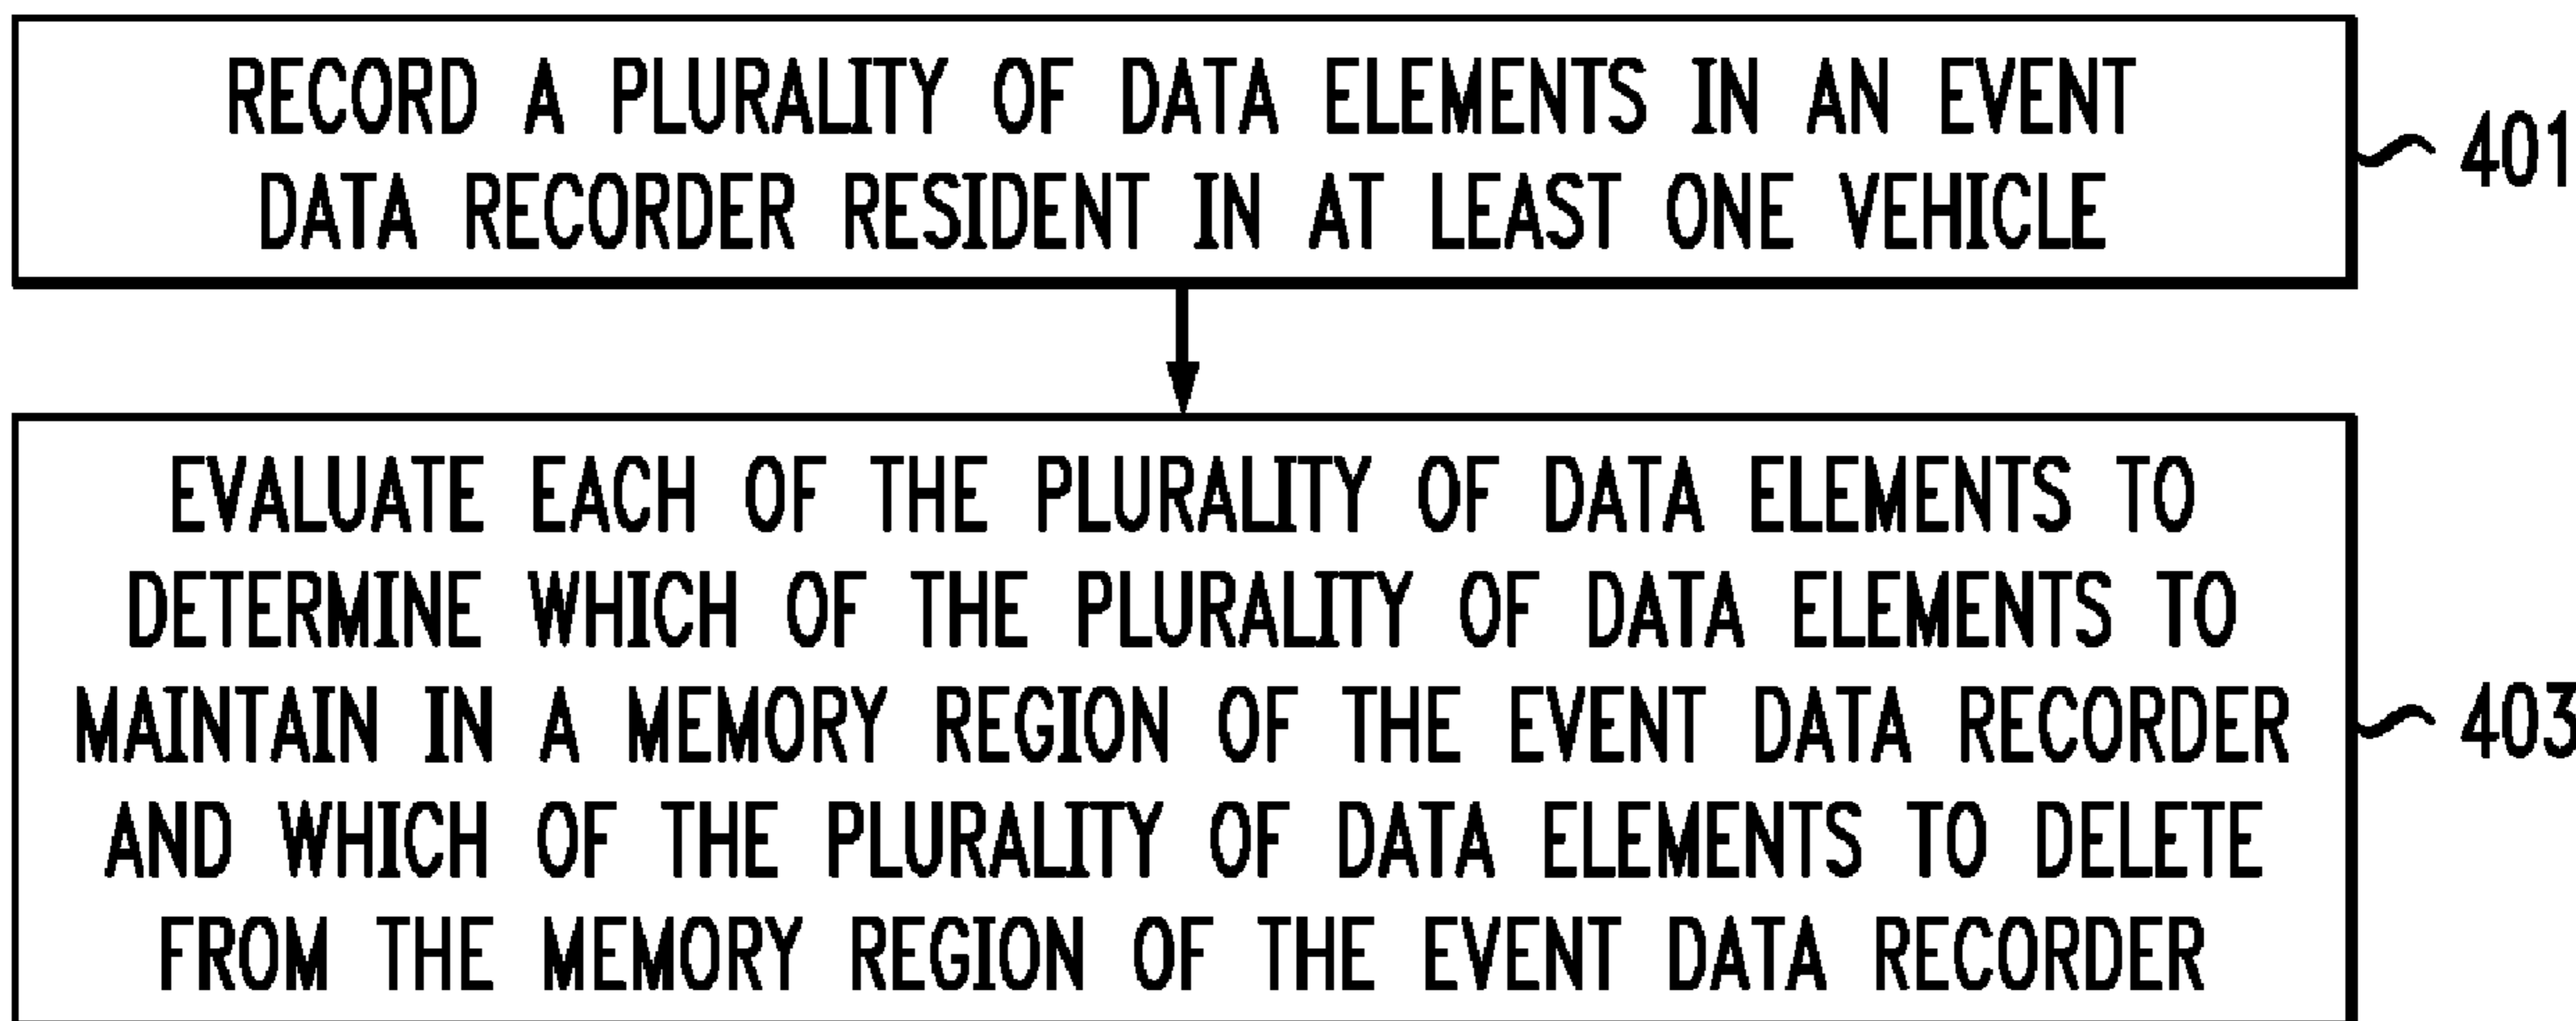 RECORD A PLURALITY OF DATA ELEMENTS IN AN EVENT
DATA RECORDER RESIDENT IN AT LEAST ONE VEHICLE
401
EVALUATE EACH OF THE PLURALITY OF DATA ELEMENTS TO
DETERMINE WHICH OF THE PLURALITY OF DATA ELEMENTS TO
MAINTAIN IN A MEMORY REGION OF THE EVENT DATA RECORDER
AND WHICH OF THE PLURALITY OF DATA ELEMENTS TO DELETE
FROM THE MEMORY REGION OF THE EVENT DATA RECORDER
403